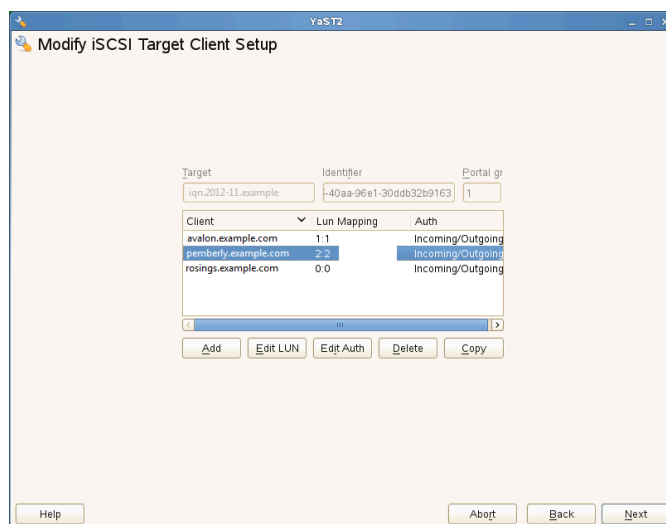 YaST2
Modify iSCSI Target Client Setup
Target Identifier Portal gr
iqn.2012-11.example -40aa-96e1-30ddb32b9163 1
Client Lun Mapping Auth
avalon.example.com 1:1 Incoming/Outgoing
pemberly.example.com 2:2 Incoming/Outgoing
rosings.example.com 0:0 Incoming/Outgoing
Add Edit LUN Edit Auth Delete Copy
Help Abort Back Next